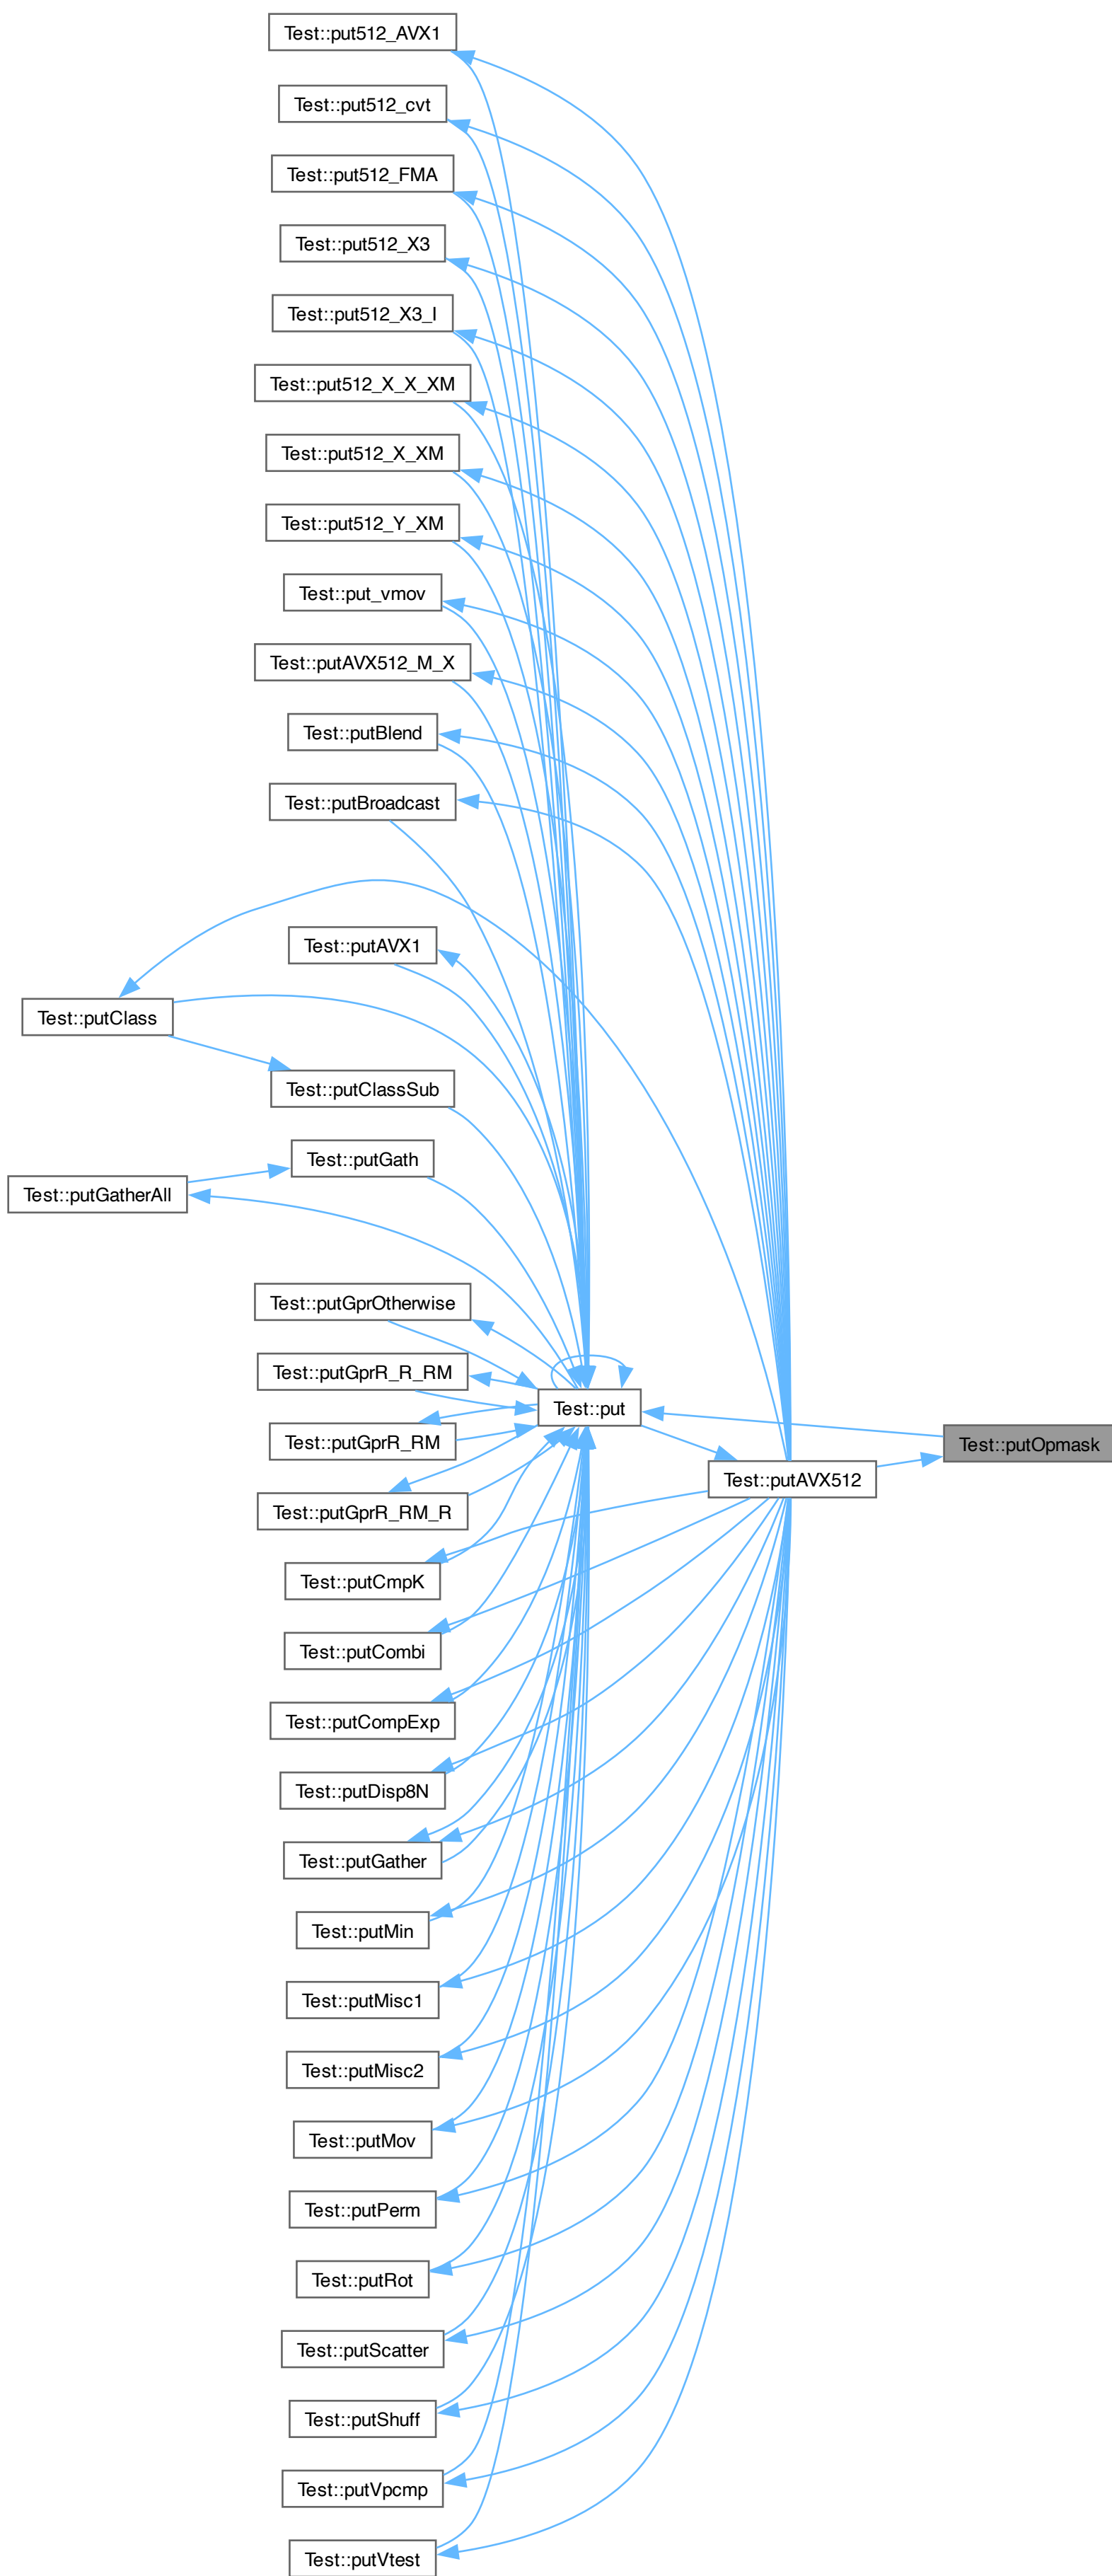 Test::put512_AVX1
Test::put512_cvt
Test::put512_FMA
Test::put512_X3
Test::put512_X3_I
Test::put512_X_X_XM
Test::put512_X_XM
Test::put512_Y_XM
Test::put_vmov
Test::putAVX512_M_X
Test::putBlend
Test::putBroadcast
Test::putAVX1
Test::putClass
Test::putClassSub
Test::putGath
Test::putGatherAll
Test::putGprOtherwise
Test::putGprR_R_RM
Test::put
Test::putGprR_RM
Test::putOpmask
Test::putAVX512
Test::putGprR_RM_R
Test::putCmpK
Test::putCombi
Test::putCompExp
Test::putDisp8N
Test::putGather
Test::putMin
Test::putMisc1
Test::putMisc2
Test::putMov
Test::putPerm
Test::putRot
Test::putScatter
Test::putShuff
Test::putVpcmp
Test::putVtest